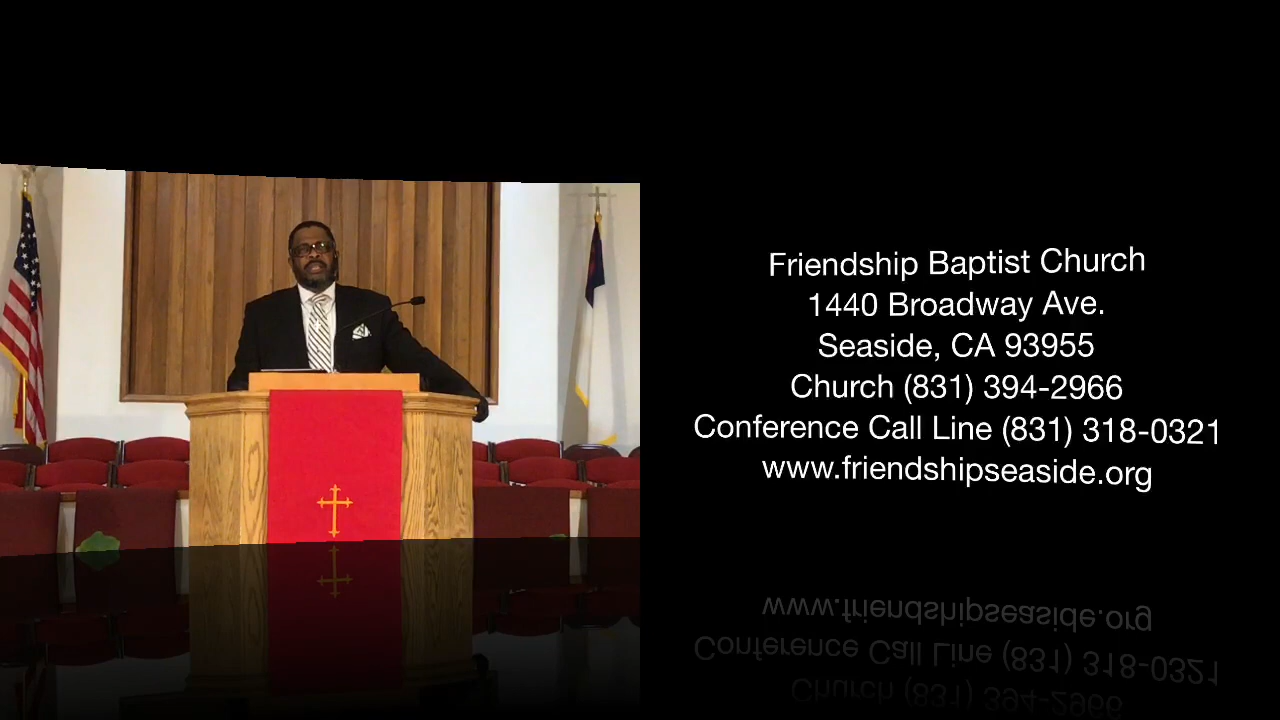 Friendship Baptist Church
1440 Broadway Ave.
Seaside, CA 93955
Church (831) 394-2966
Conference Call Line (831) 318-0321
www.friendshipseaside.org